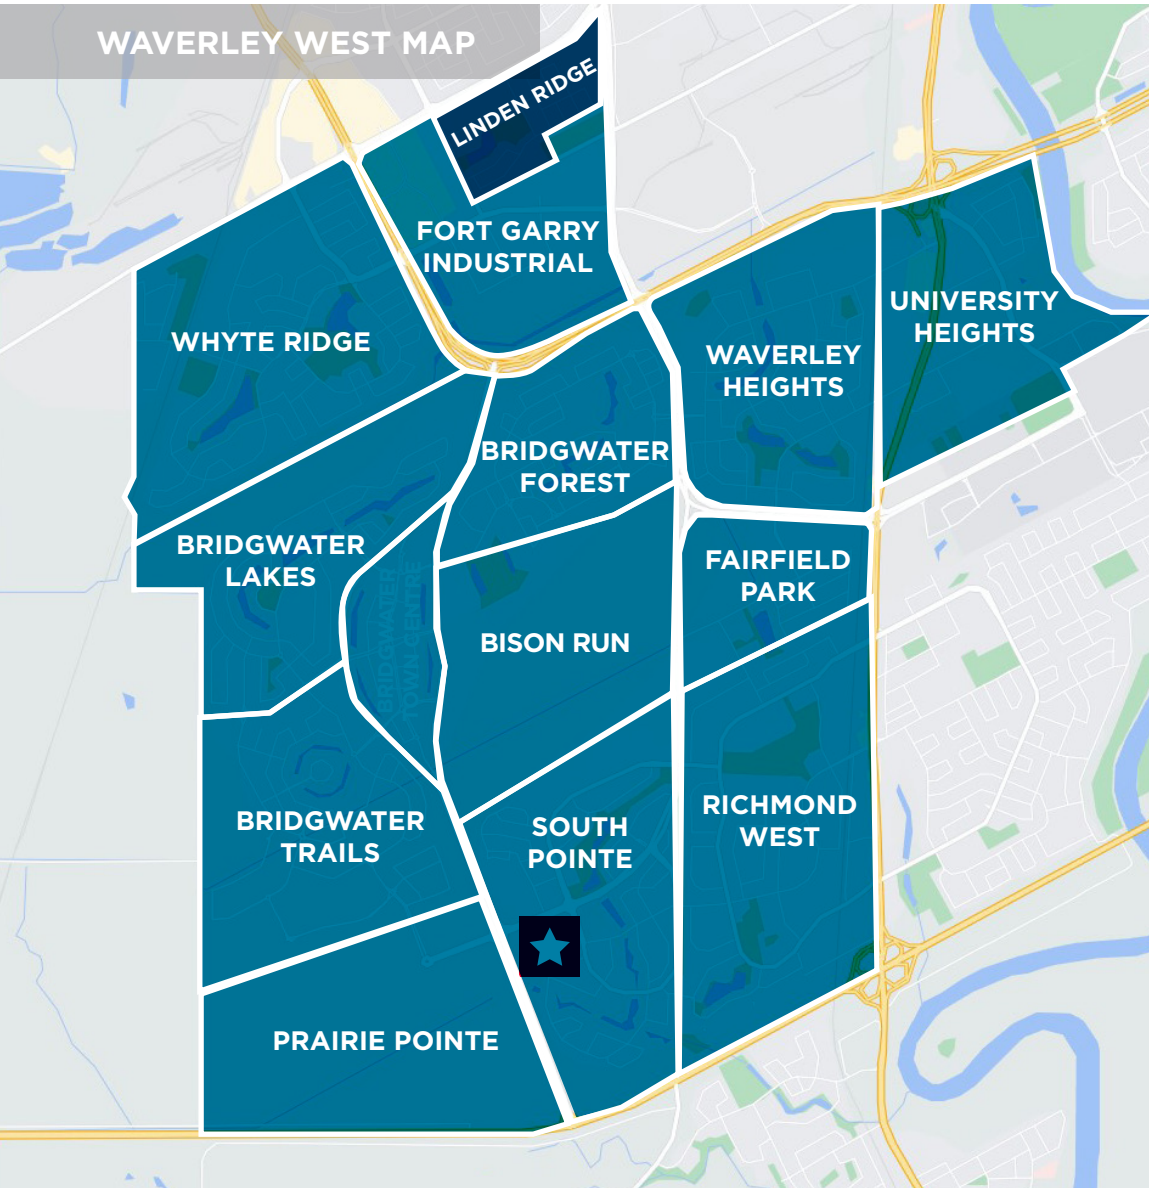 WAVERLEY WEST MAP
LINDEN RIDGE
FORT GARRY
INDUSTRIAL
WHYTE RIDGE
UNIVERSITY
HEIGHTS
WAVERLEY
HEIGHTS
BRIDGWATER
FOREST
BRIDGWATER
LAKES
FAIRFIELD
PARK
BRIDGWATER
TOWN CENTRE
BISON RUN
BRIDGWATER
TRAILS
SOUTH
POINTE
RICHMOND
WEST
PRAIRIE POINTE